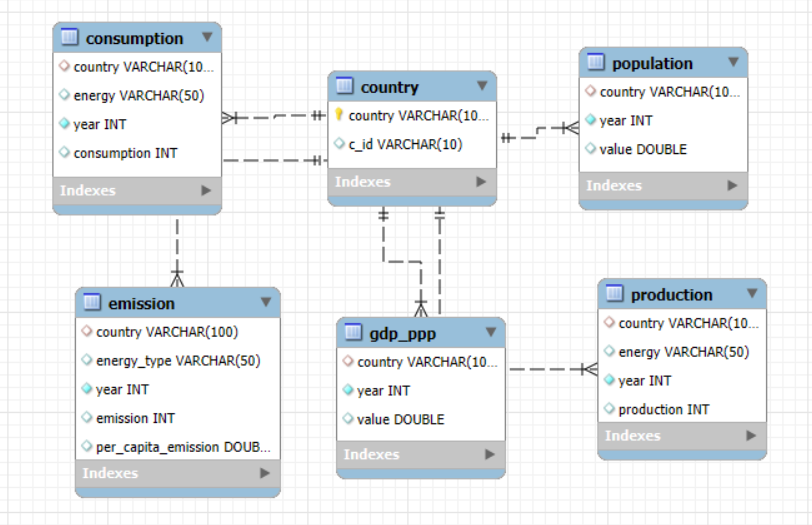 consumption
country VARCHAR(10...
energy VARCHAR(50)
year INT
consumption INT
Indexes
country
country VARCHAR(10...
c_id VARCHAR(10)
Indexes
population
country VARCHAR(10...
year INT
value DOUBLE
Indexes
emission
country VARCHAR(100)
energy_type VARCHAR(50)
year INT
emission INT
per_capita_emission DOUB...
Indexes
gdp_ppp
country VARCHAR(10...
year INT
value DOUBLE
Indexes
production
country VARCHAR(10...
energy VARCHAR(50)
year INT
production INT
Indexes